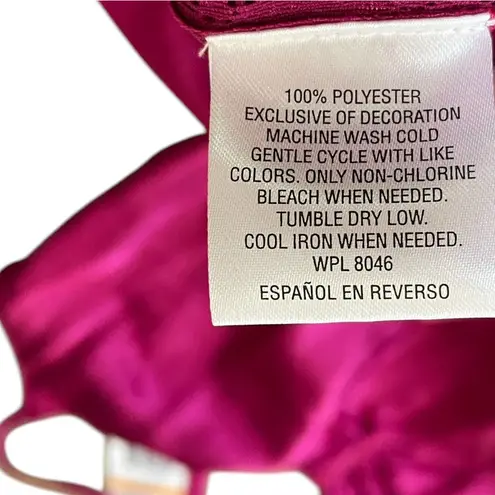 100% POLYESTER
EXCLUSIVE OF DECORATION
MACHINE WASH COLD
GENTLE CYCLE WITH LIKE
COLORS. ONLY NON-CHLORINE
BLEACH WHEN NEEDED.
TUMBLE DRY LOW.
COOL IRON WHEN NEEDED.
WPL 8046
ESPAÑOL EN REVERSO